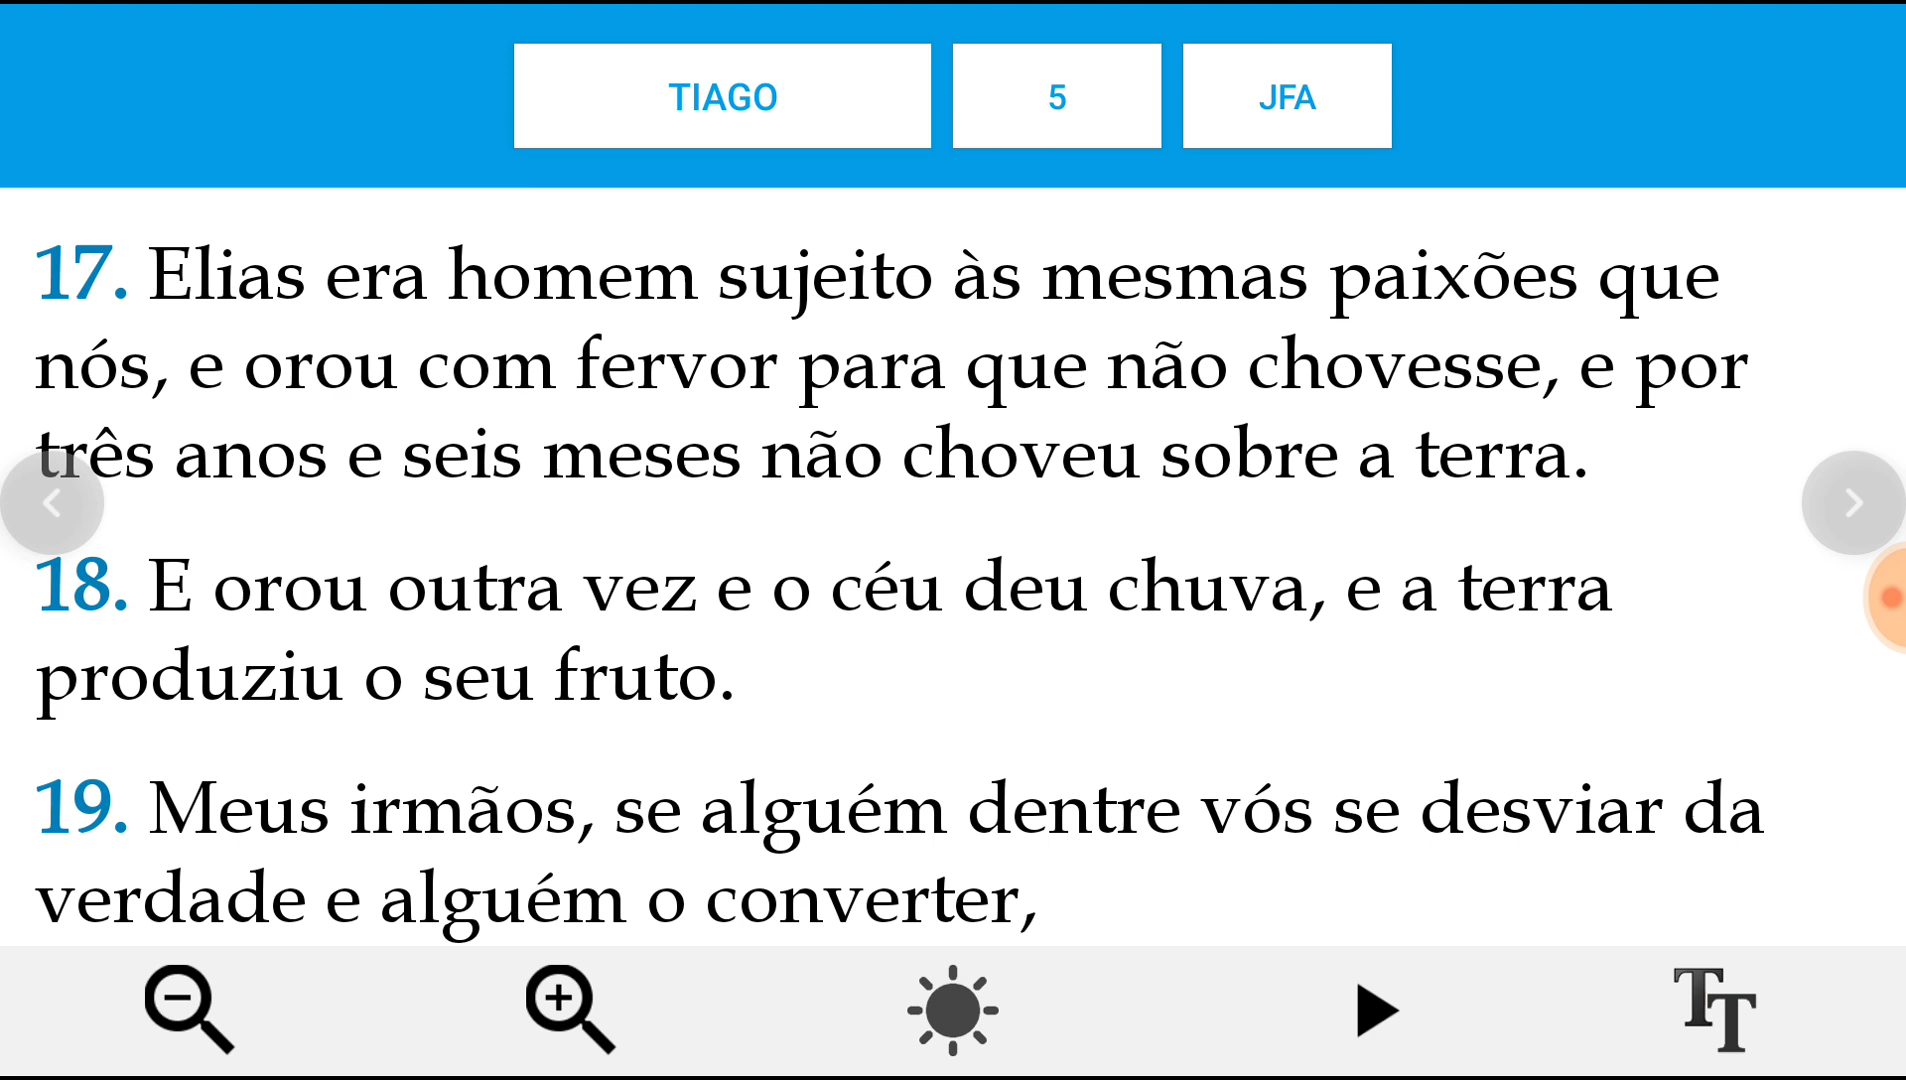 TIAGO 5 JFA
17. Elias era homem sujeito às mesmas paixões que
nós, e orou com fervor para que não chovesse, e por
três anos e seis meses não choveu sobre a terra.
18. E orou outra vez e o céu deu chuva, e a terra
produziu o seu fruto.
19. Meus irmãos, se alguém dentre vós se desviar da
verdade e alguém o converter,
TT